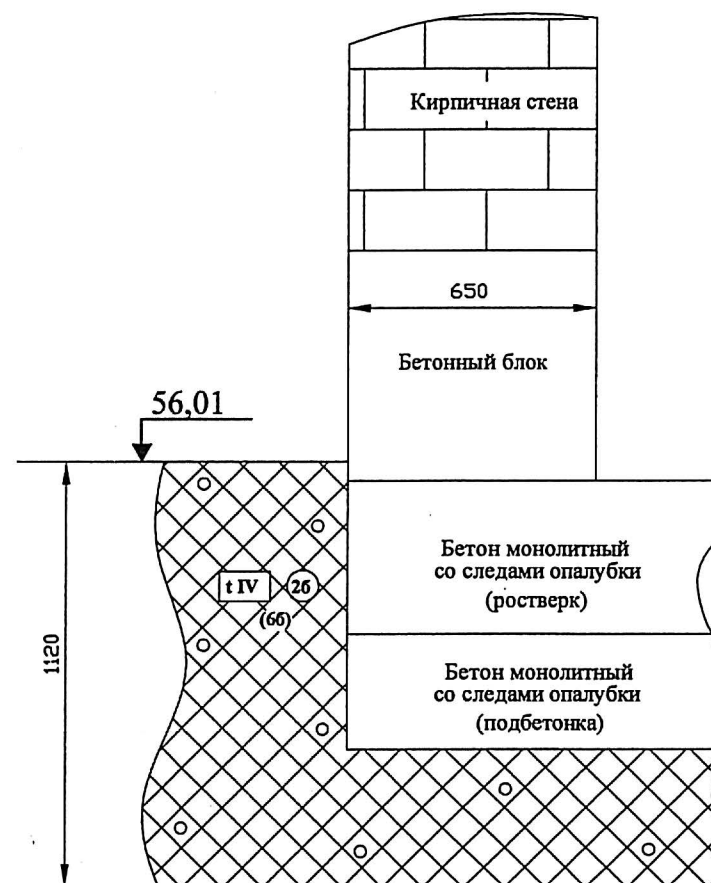 Кирпичная стена
650
Бетонный блок
56,01
Бетон монолитный
со следами опалубки
(ростверк)
t IV 2б
(6б)
1120
Бетон монолитный
со следами опалубки
(подбетонка)